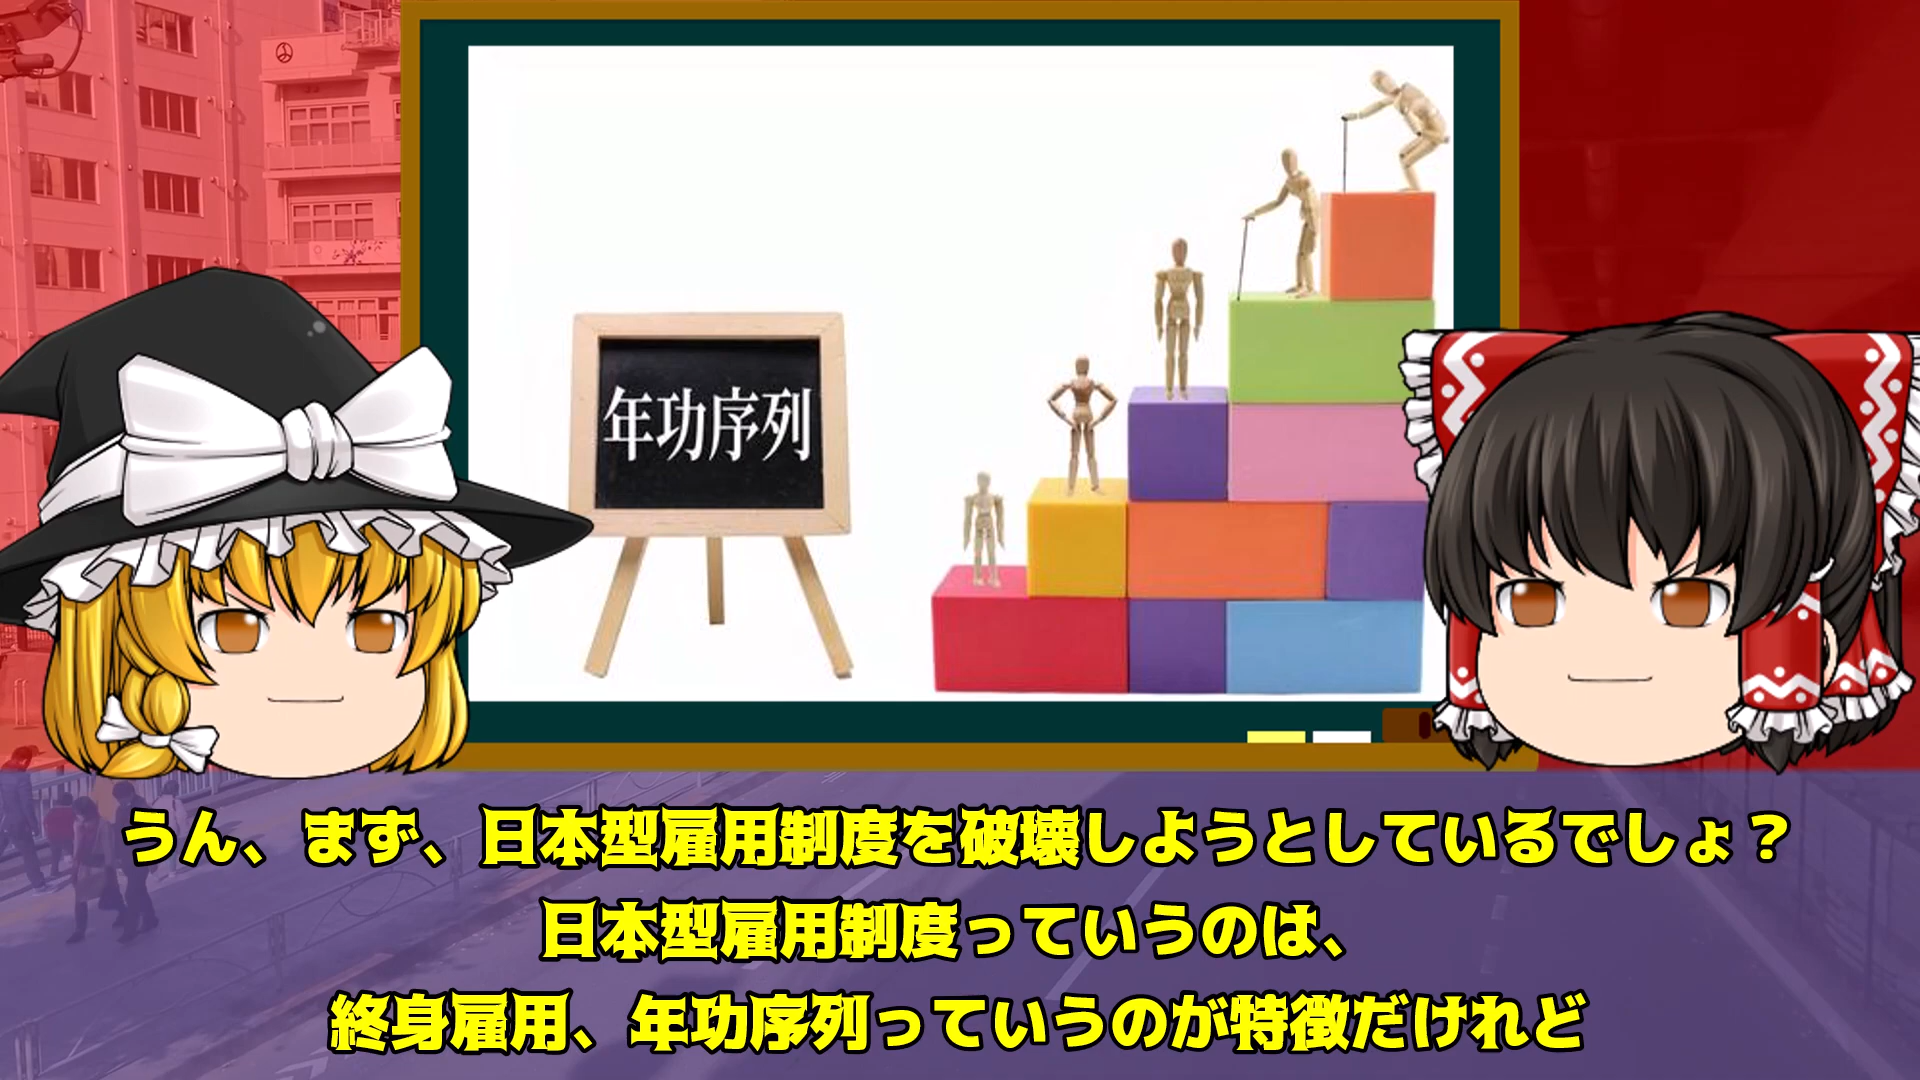 年功序列
うん、まず、日本型雇用制度を破壊しようとしているでしょ？
日本型雇用制度っていうのは、
終身雇用、年功序列っていうのが特徴だけれど